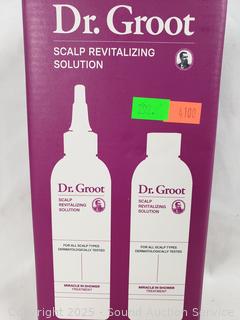 Dr. Groot
SCALP REVITALIZING
SOLUTION
4100
Dr. Groot
SCALP
REVITALIZING
SOLUTION
FOR ALL SCALP TYPES
DERMATOLOGICALLY TESTED
MIRACLE IN SHOWER
TREATMENT
Dr. Groot
SCALP
REVITALIZING
SOLUTION
FOR ALL SCALP TYPES
DERMATOLOGICALLY TESTED
MIRACLE IN SHOWER
TREATMENT
Copyright 2025 - Sound Auction Service